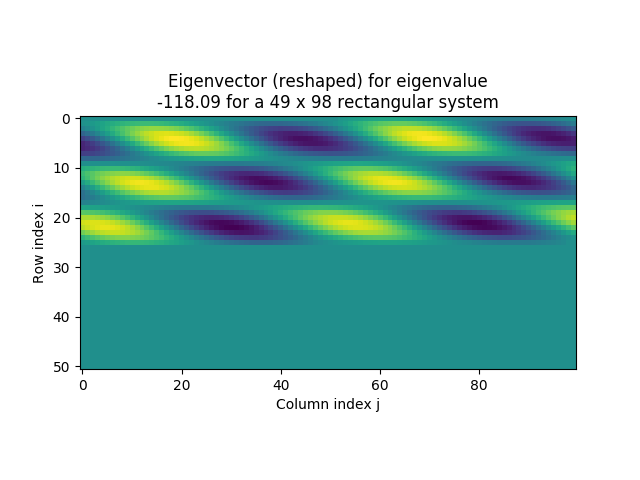 Eigenvector (reshaped) for eigenvalue
-118.09 for a 49 x 98 rectangular system
0
10
20
30
40
50
Row index i
0
20
40
60
80
Column index j